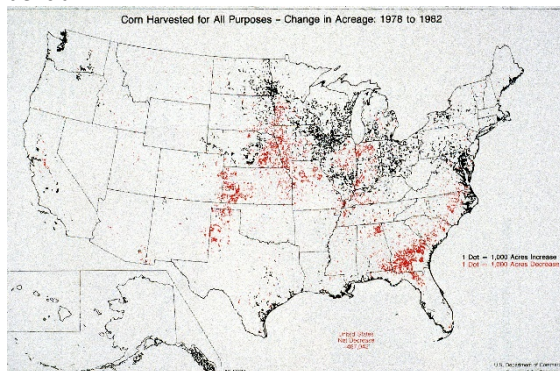 Corn Harvested for All Purposes - Change in Acreage: 1978 to 1982
1 Dot = 1,000 Acres Increase
1 Dot = 1,000 Acres Decrease
United States
Net Decrease
U.S. Department of Commerce